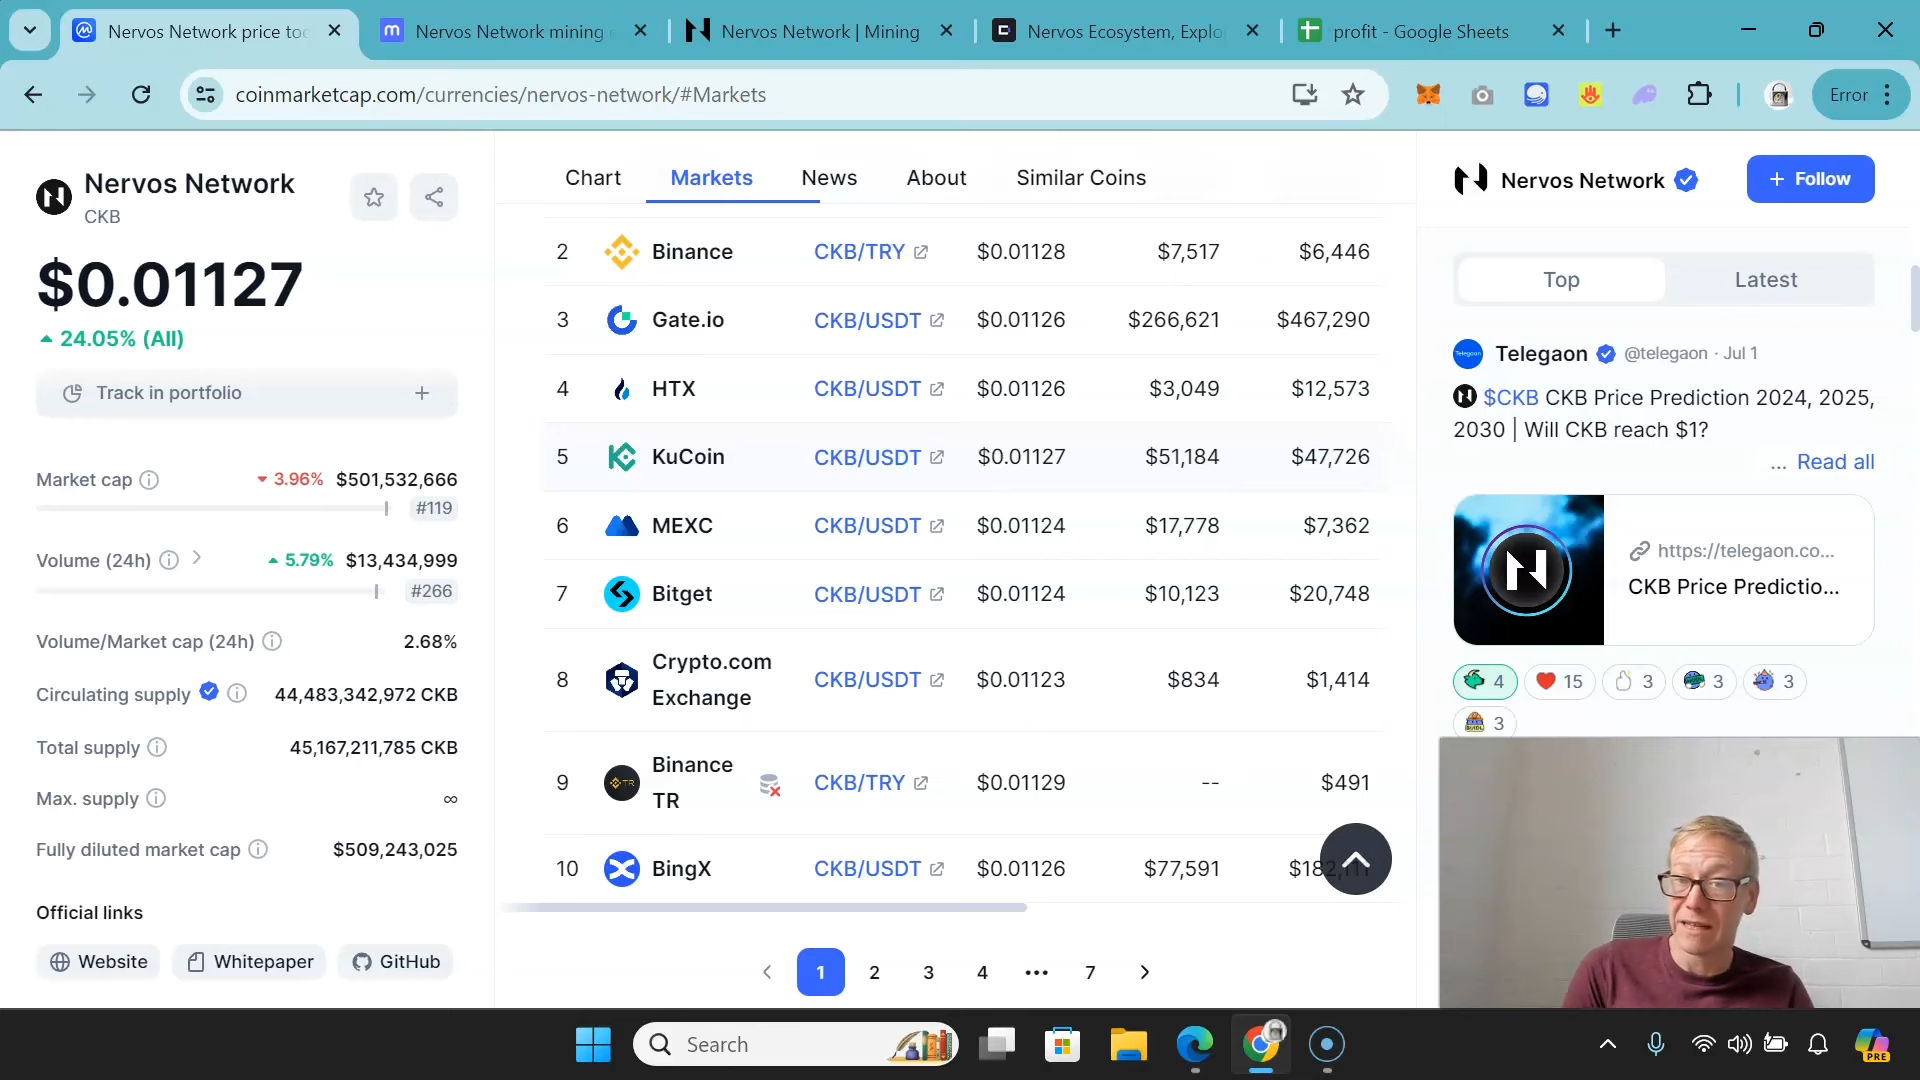 Nervos Network price toc
Nervos Network mining
Nervos Network | Mining
Nervos Ecosystem, Explo
profit - Google Sheets
coinmarketcap.com/currencies/nervos-network/#Markets
Error
Nervos Network
CKB
$0.01127
24.05% (All)
Track in portfolio
Market cap
3.96% $501,532,666
#119
Volume (24h)
5.79% $13,434,999
#266
Volume/Market cap (24h)
2.68%
Circulating supply
44,483,342,972 CKB
Total supply
45,167,211,785 CKB
Max. supply
∞
Fully diluted market cap
$509,243,025
Official links
Website
Whitepaper
GitHub
Chart
Markets
News
About
Similar Coins
2 Binance CKB/TRY $0.01128 $7,517 $6,446
3 Gate.io CKB/USDT $0.01126 $266,621 $467,290
4 HTX CKB/USDT $0.01126 $3,049 $12,573
5 KuCoin CKB/USDT $0.01127 $51,184 $47,726
6 MEXC CKB/USDT $0.01124 $17,778 $7,362
7 Bitget CKB/USDT $0.01124 $10,123 $20,748
8 Crypto.com Exchange CKB/USDT $0.01123 $834 $1,414
9 Binance TR CKB/TRY $0.01129 -- $491
10 BingX CKB/USDT $0.01126 $77,591
1 2 3 4 ••• 7
Nervos Network
+ Follow
Top
Latest
Telegaon @telegaon · Jul 1
$CKB CKB Price Prediction 2024, 2025,
2030 | Will CKB reach $1?
... Read all
https://telegaon.co...
CKB Price Predictio...
4
15
3
3
3
3
Search
PRE